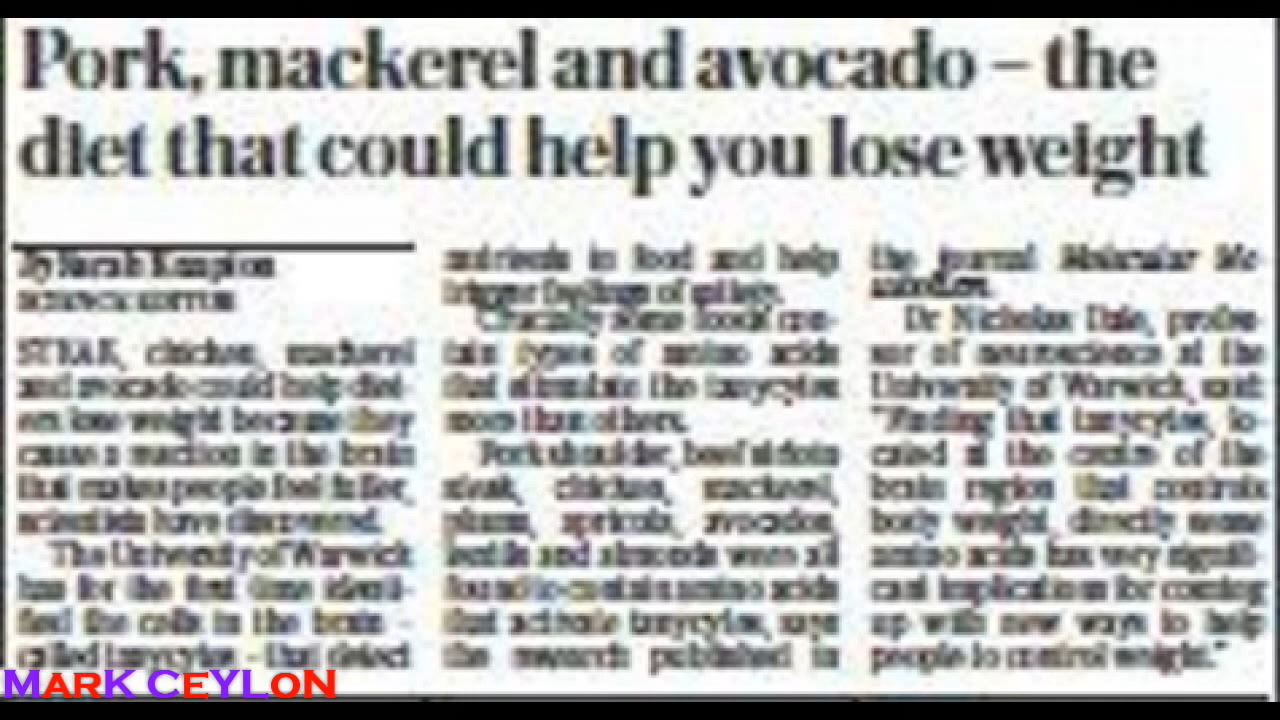 Pork, mackerel and avocado – the
diet that could help you lose weight
By Sarah Knapton
SCIENCE EDITOR
STEAK, chicken, mackerel
and avocado could help diet-
ers lose weight because they
cause a reaction in the brain
that makes people feel fuller,
scientists have discovered.
The University of Warwick
has for the first time identi-
fied the cells in the brain –
called tanycytes – that detect
nutrients in food and help
trigger feelings of satiety.
Crucially some foods con-
tain types of amino acids
that stimulate the tanycytes
more than others.
Pork shoulder, beef sirloin
steak, chicken, mackerel,
plums, apricots, avocados,
lentils and almonds were all
found to contain amino acids
that activate tanycytes, says
the research published in
the journal Molecular Me-
tabolism.
Dr Nicholas Dale, profes-
sor of neuroscience at the
University of Warwick, said:
"Finding that tanycytes, lo-
cated at the centre of the
brain region that controls
body weight, directly sense
amino acids has very signifi-
cant implications for coming
up with new ways to help
people to control weight."
MARK CEYLON